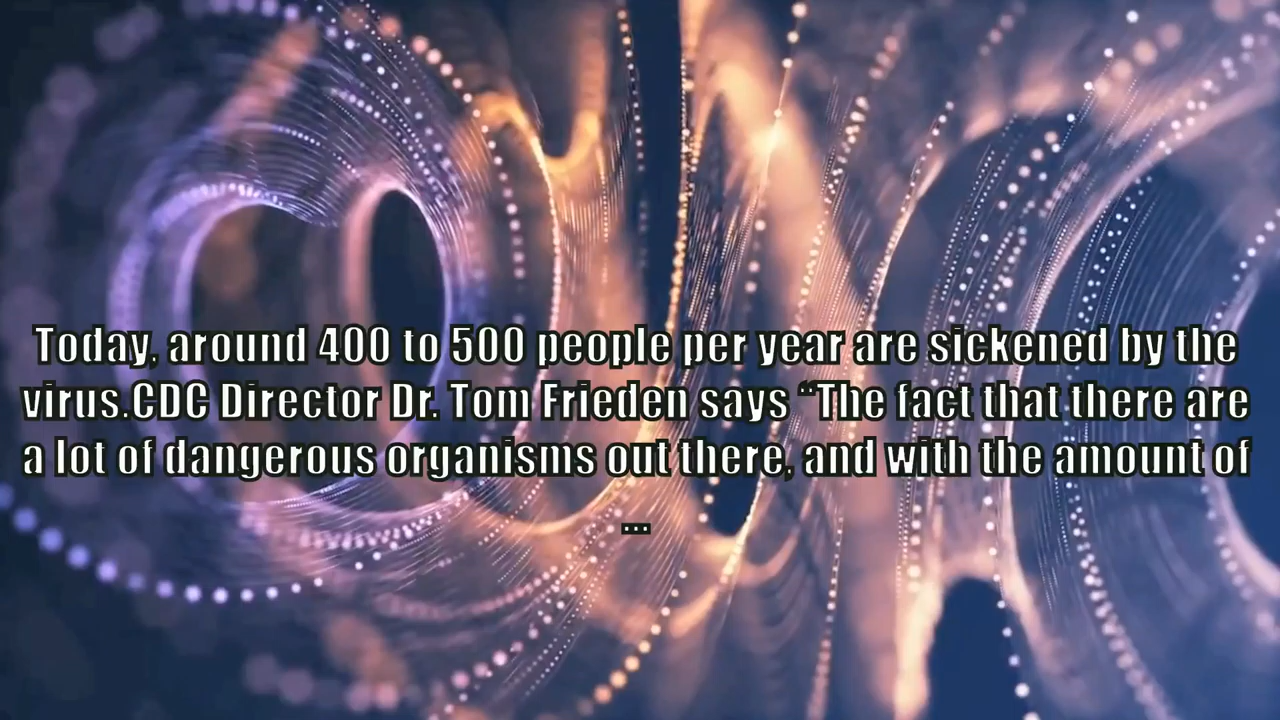 Today, around 400 to 500 people per year are sickened by the
virus.CDC Director Dr. Tom Frieden says “The fact that there are
a lot of dangerous organisms out there, and with the amount of
...